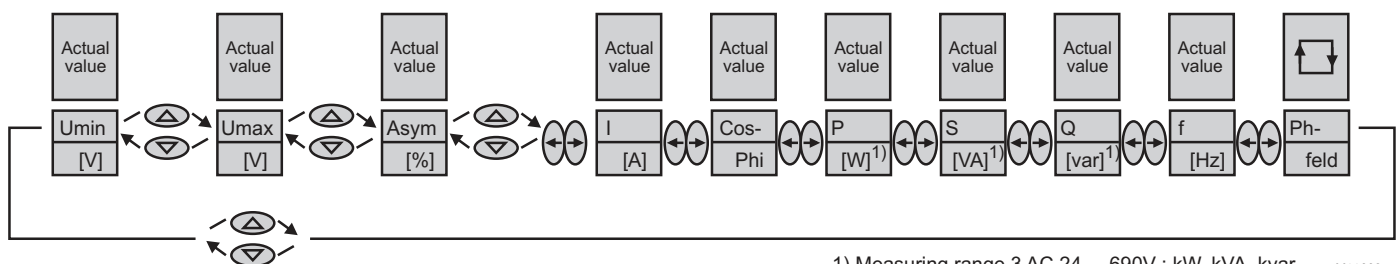 Actual value
Actual value
Actual value
Actual value
Actual value
Actual value
Actual value
Actual value
Actual value
Umin
[V]
Umax
[V]
Asym
[%]
I
[A]
Cos-
Phi
P
[W]1)
S
[VA]1)
Q
[var]1)
f
[Hz]
Ph-
feld
1) Measuring range 3 AC 24 ... 690V : kW, kVA, kvar